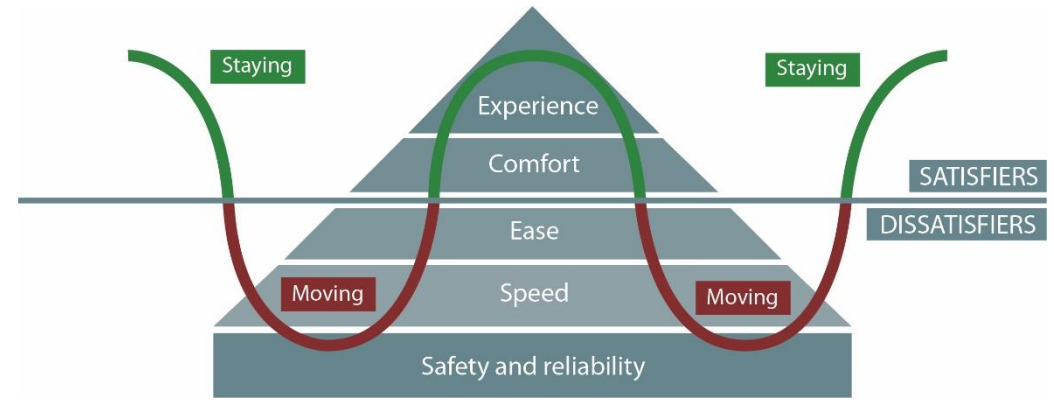 Staying
Staying
Experience
Comfort
SATISFIERS
DISSATISFIERS
Ease
Moving
Speed
Moving
Safety and reliability